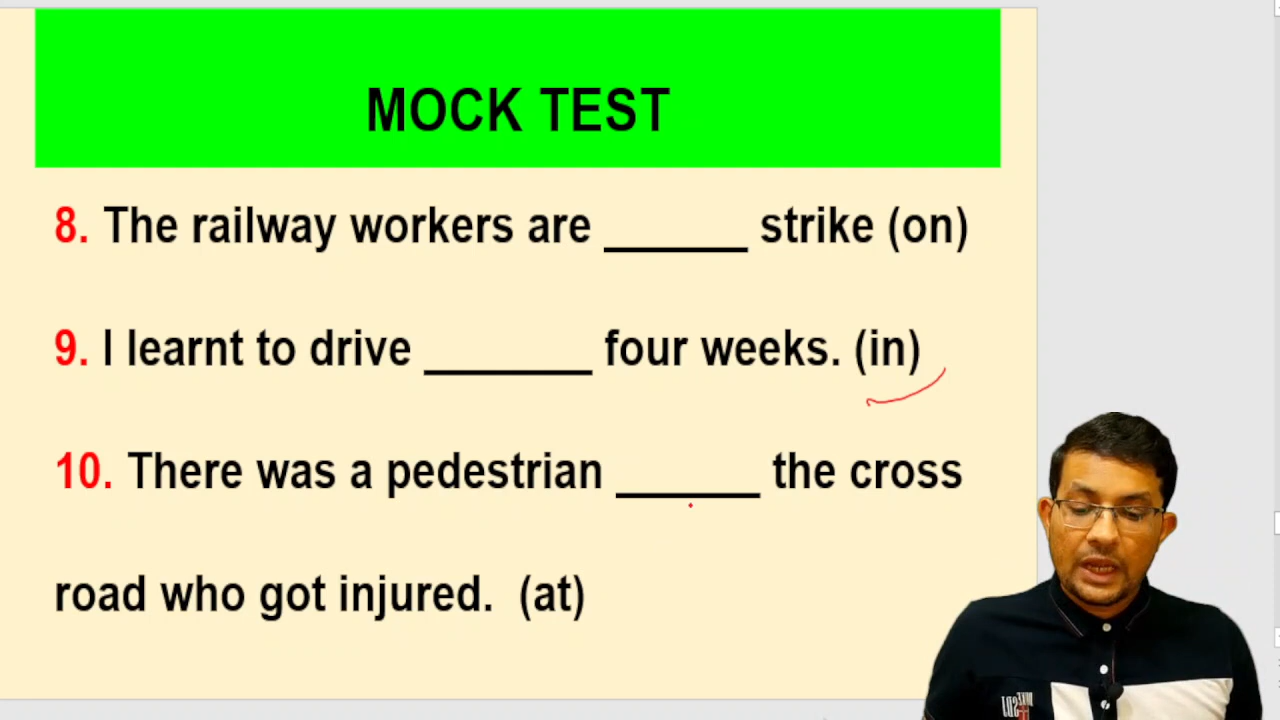 MOCK TEST
8. The railway workers are ______ strike (on)
9. I learnt to drive _______ four weeks. (in)
10. There was a pedestrian ______ the cross
road who got injured. (at)